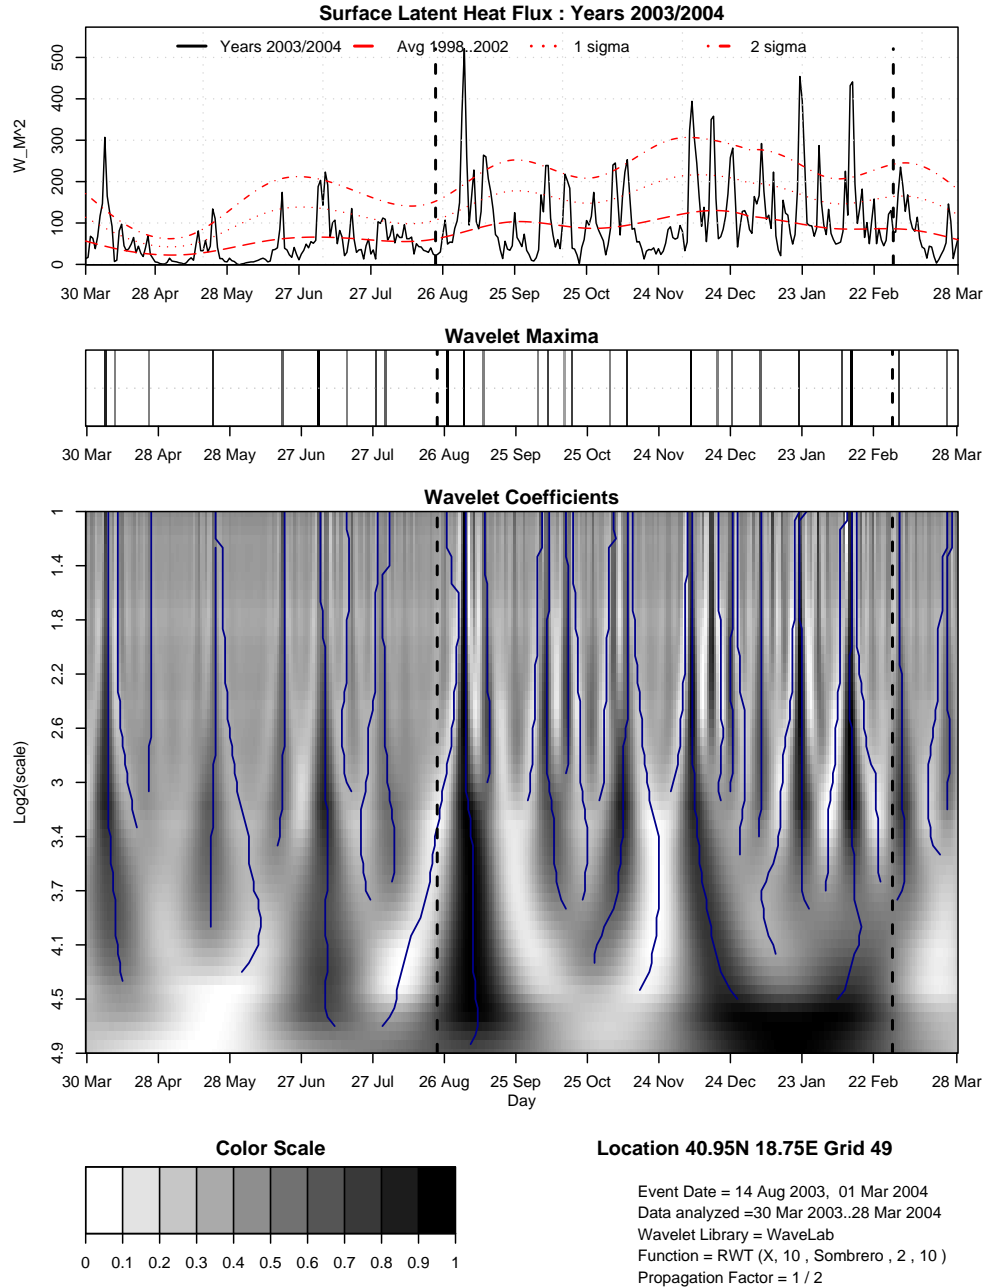 Surface Latent Heat Flux : Years 2003/2004
Years 2003/2004 Avg 1998..2002 1 sigma 2 sigma
W_M^2
0 100 200 300 400 500
30 Mar 28 Apr 28 May 27 Jun 27 Jul 26 Aug 25 Sep 25 Oct 24 Nov 24 Dec 23 Jan 22 Feb 28 Mar
Wavelet Maxima
30 Mar 28 Apr 28 May 27 Jun 27 Jul 26 Aug 25 Sep 25 Oct 24 Nov 24 Dec 23 Jan 22 Feb 28 Mar
Wavelet Coefficients
Log2(scale)
1 1.4 1.8 2.2 2.6 3 3.4 3.7 4.1 4.5 4.9
30 Mar 28 Apr 28 May 27 Jun 27 Jul 26 Aug 25 Sep 25 Oct 24 Nov 24 Dec 23 Jan 22 Feb 28 Mar
Day
Color Scale
0 0.1 0.2 0.3 0.4 0.5 0.6 0.7 0.8 0.9 1
Location 40.95N 18.75E Grid 49
Event Date = 14 Aug 2003, 01 Mar 2004
Data analyzed =30 Mar 2003..28 Mar 2004
Wavelet Library = WaveLab
Function = RWT (X, 10 , Sombrero , 2 , 10 )
Propagation Factor = 1 / 2